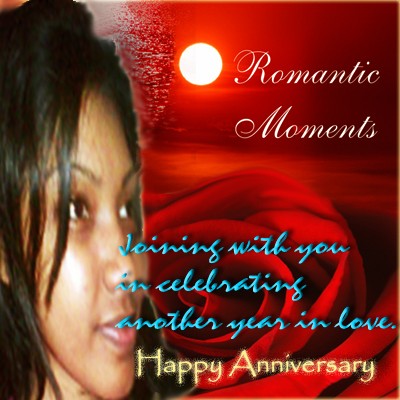 Romantic
Moments
Joining with you
in celebrating
another year in love.
Happy Anniversary